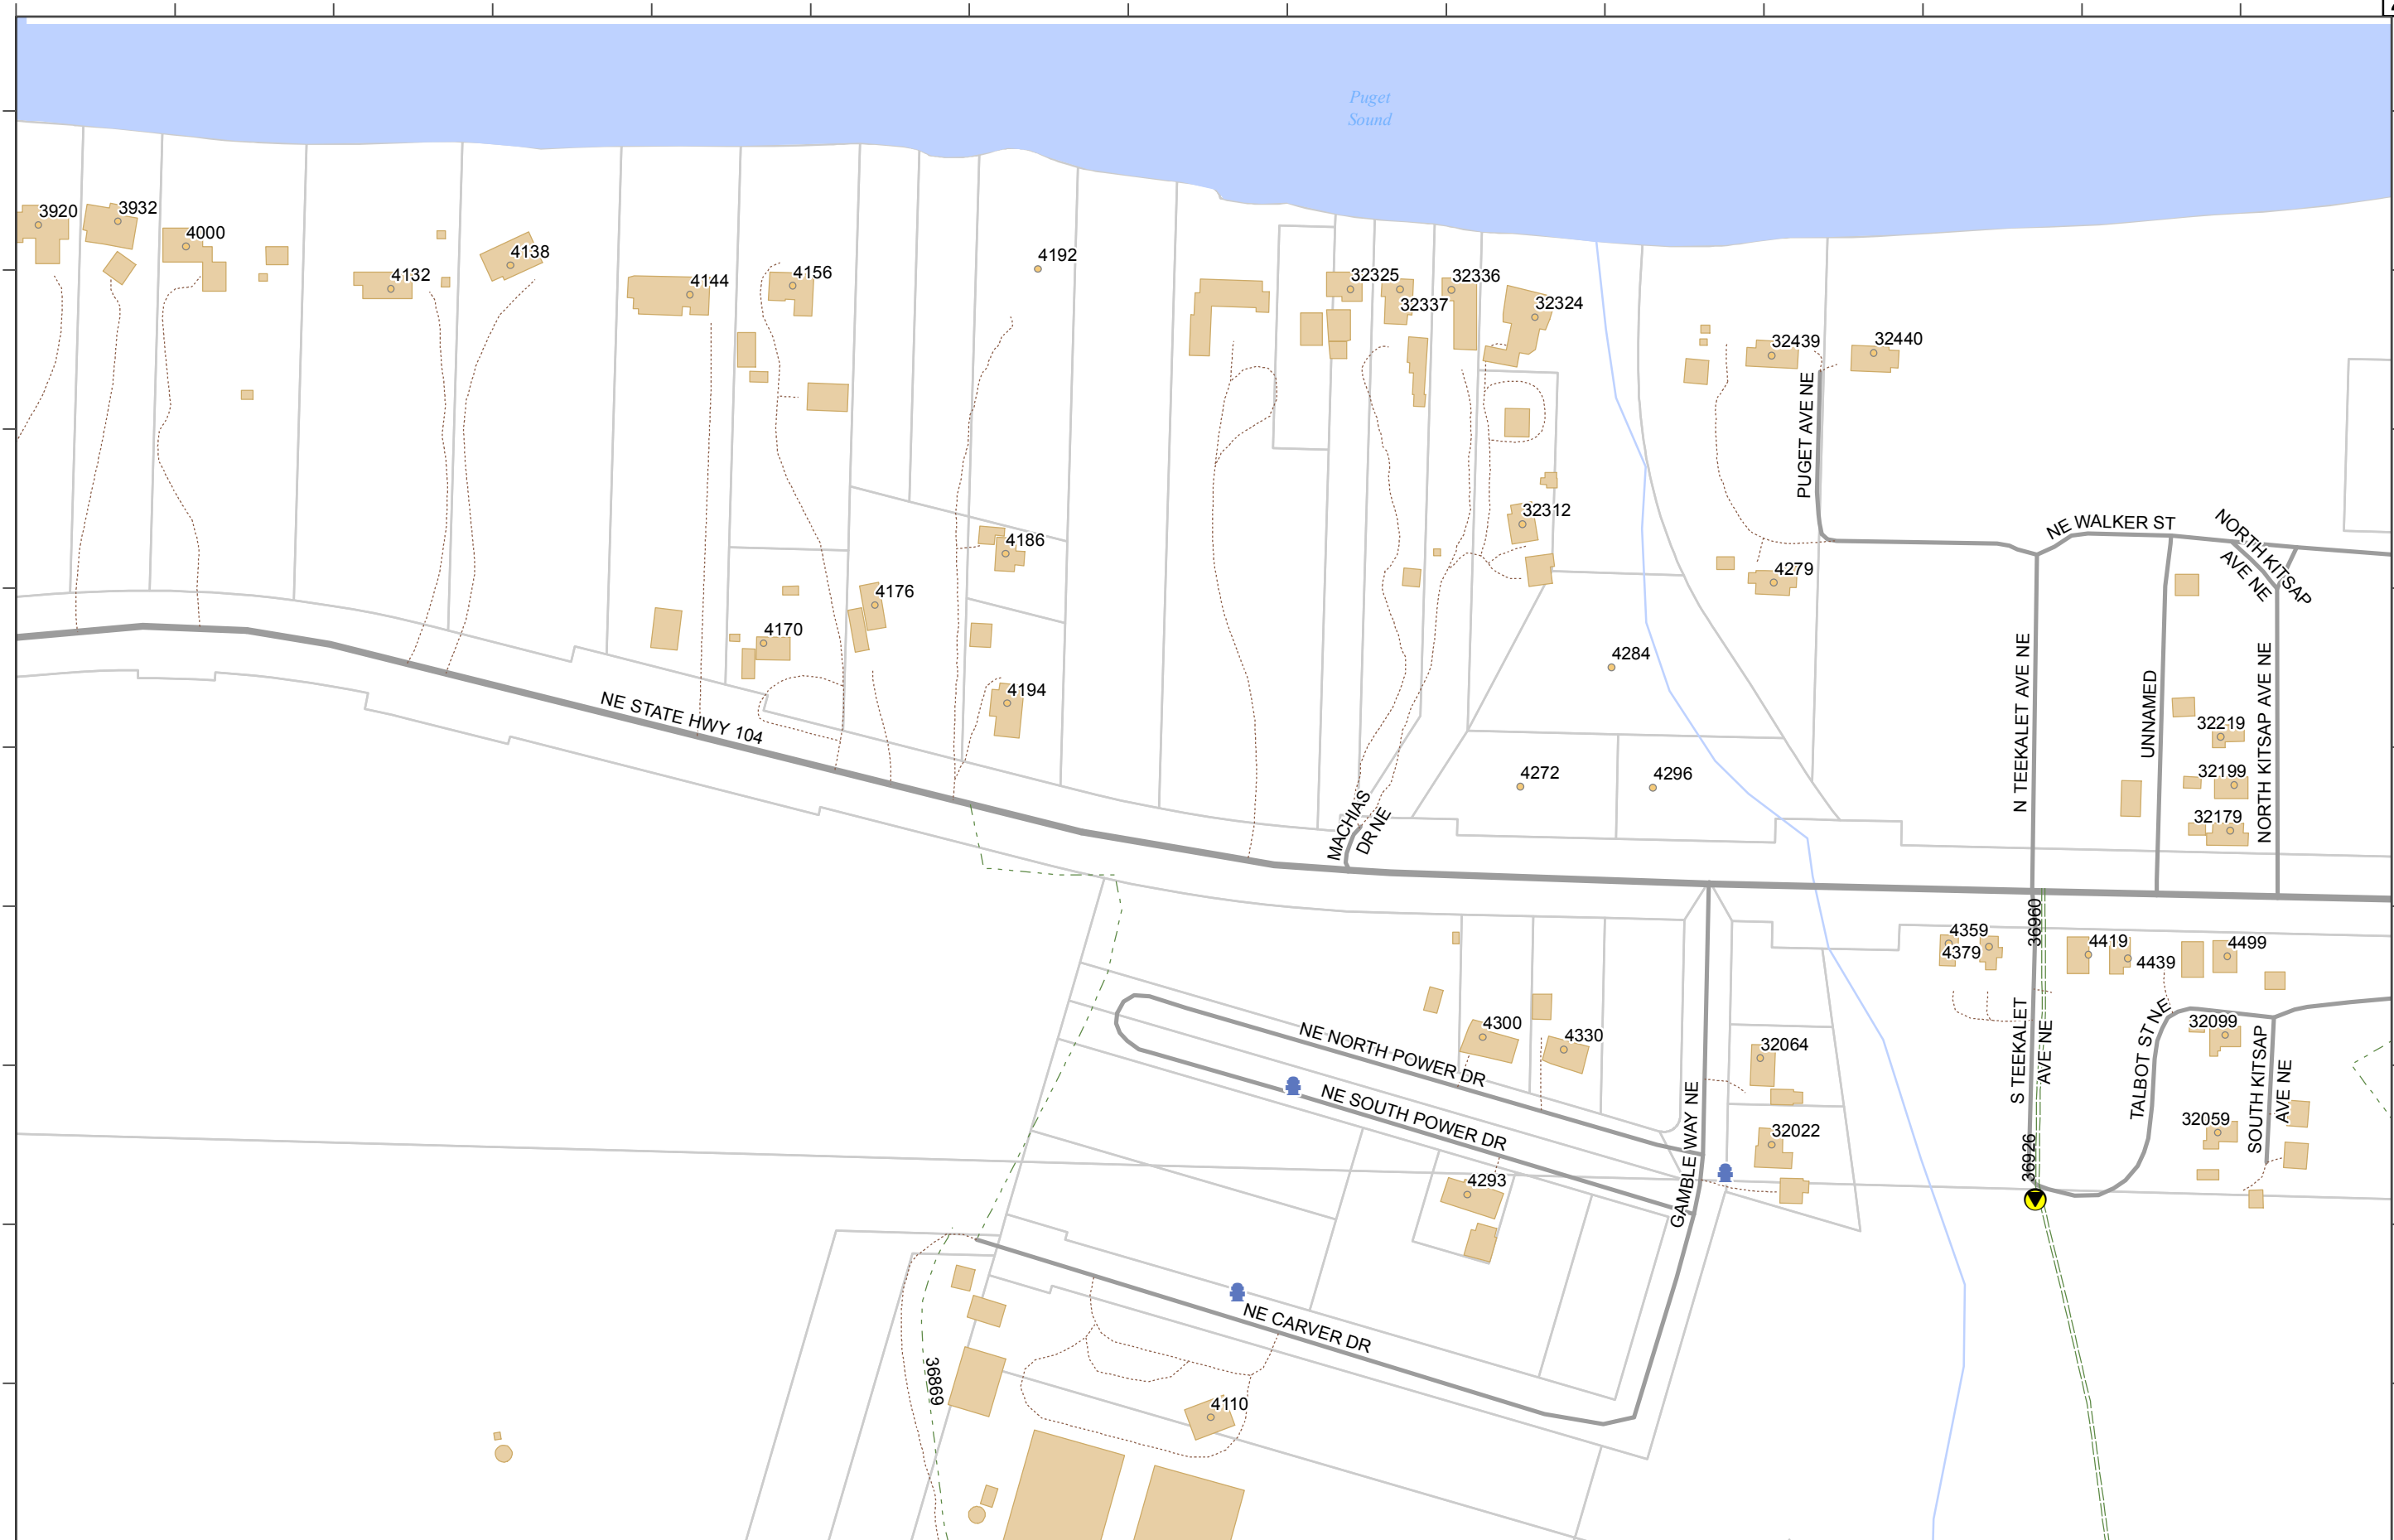 Puget
Sound
3920
3932
4000
4132
4138
4144
4156
4192
32325
32337
32336
32324
32439
32440
PUGET AVE NE
32312
4186
4176
4170
4194
4279
4284
4272
4296
NE WALKER ST
NORTH KITSAP
AVE NE
N TEEKALET AVE NE
UNNAMED
NORTH KITSAP AVE NE
32219
32199
32179
NE STATE HWY 104
MACHIAS
DR NE
36960
4359
4379
4419
4439
4499
4300
4330
NE NORTH POWER DR
NE SOUTH POWER DR
32064
32022
GAMBLE WAY NE
S TEEKALET
AVE NE
36926
TALBOT ST NE
32099
32059
SOUTH KITSAP
AVE NE
4293
NE CARVER DR
36869
4110